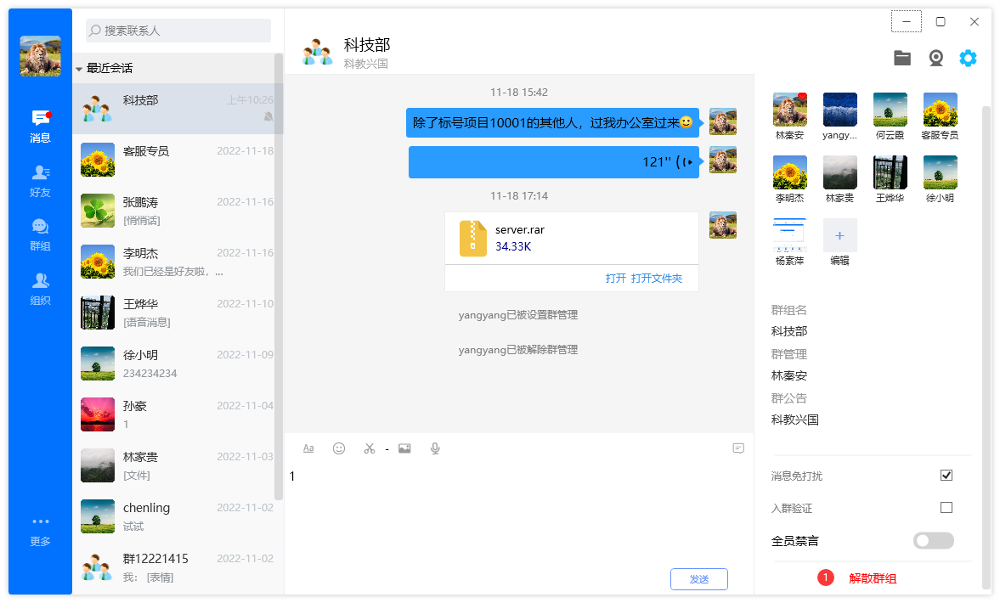 搜索联系人
消息
好友
群组
组织
更多
最近会话
科技部
上午10:26
客服专员
2022-11-18
张鹏涛
2022-11-16
[悄悄话]
李明杰
2022-11-16
我们已经是好友啦，...
王烨华
2022-11-10
[语音消息]
徐小明
2022-11-09
234234234
孙豪
2022-11-04
1
林家贵
2022-11-03
[文件]
chenling
2022-11-02
试试
群12221415
2022-11-02
我： [表情]
科技部
科教兴国
11-18 15:42
除了标号项目10001的其他人，过我办公室过来🙂
121''
11-18 17:14
server.rar
34.33K
打开 打开文件夹
yangyang已被设置群管理
yangyang已被解除群管理
Aa
1
发送
林秦安
yangy...
何云霞
客服专员
李明杰
林家贵
王烨华
徐小明
杨素萍
编辑
群组名
科技部
群管理
林秦安
群公告
科教兴国
消息免打扰
入群验证
全员禁言
1 解散群组